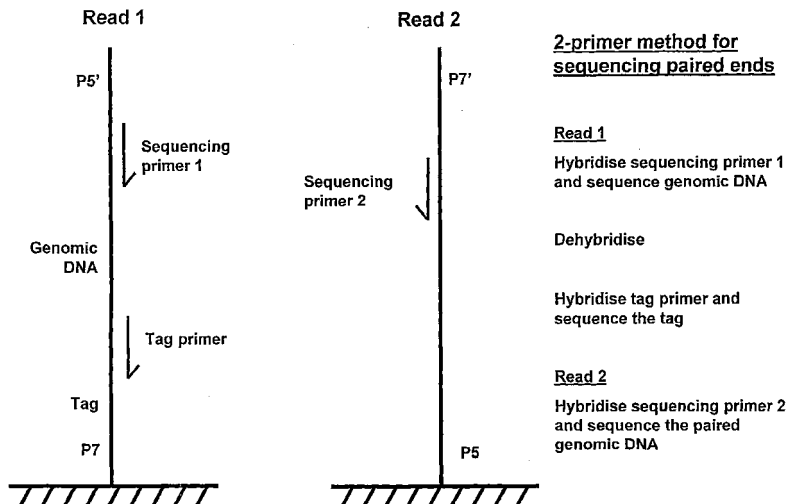 Read 1
P5'
Sequencing
primer 1
Genomic
DNA
Tag primer
Tag
P7
Read 2
P7'
Sequencing
primer 2
P5
2-primer method for
sequencing paired ends
Read 1
Hybridise sequencing primer 1
and sequence genomic DNA
Dehybridise
Hybridise tag primer and
sequence the tag
Read 2
Hybridise sequencing primer 2
and sequence the paired
genomic DNA